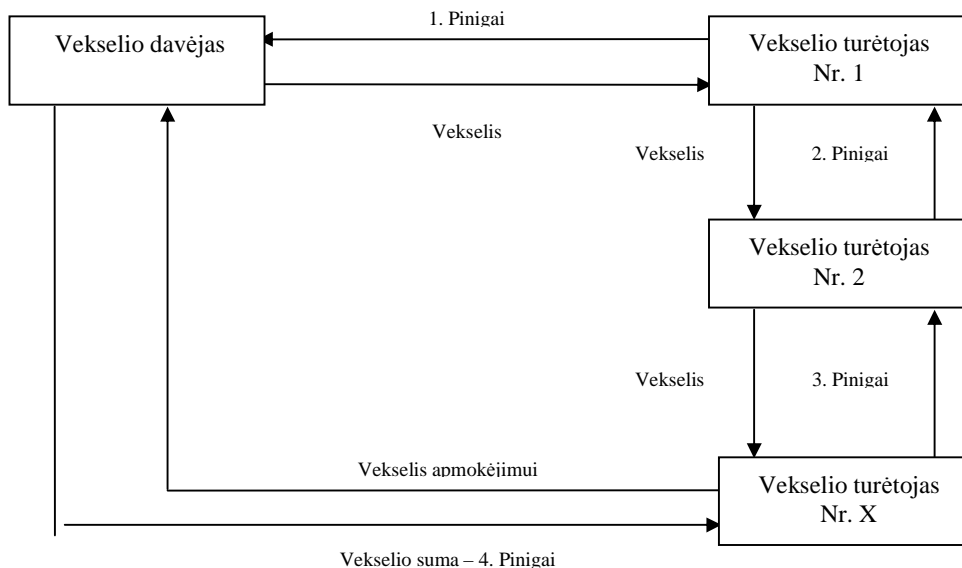 1. Pinigai
Vekselio davėjas
Vekselio turėtojas
Nr. 1
Vekselis
Vekselis
2. Pinigai
Vekselio turėtojas
Nr. 2
Vekselis
3. Pinigai
Vekselis apmokėjimui
Vekselio turėtojas
Nr. X
Vekselio suma – 4. Pinigai